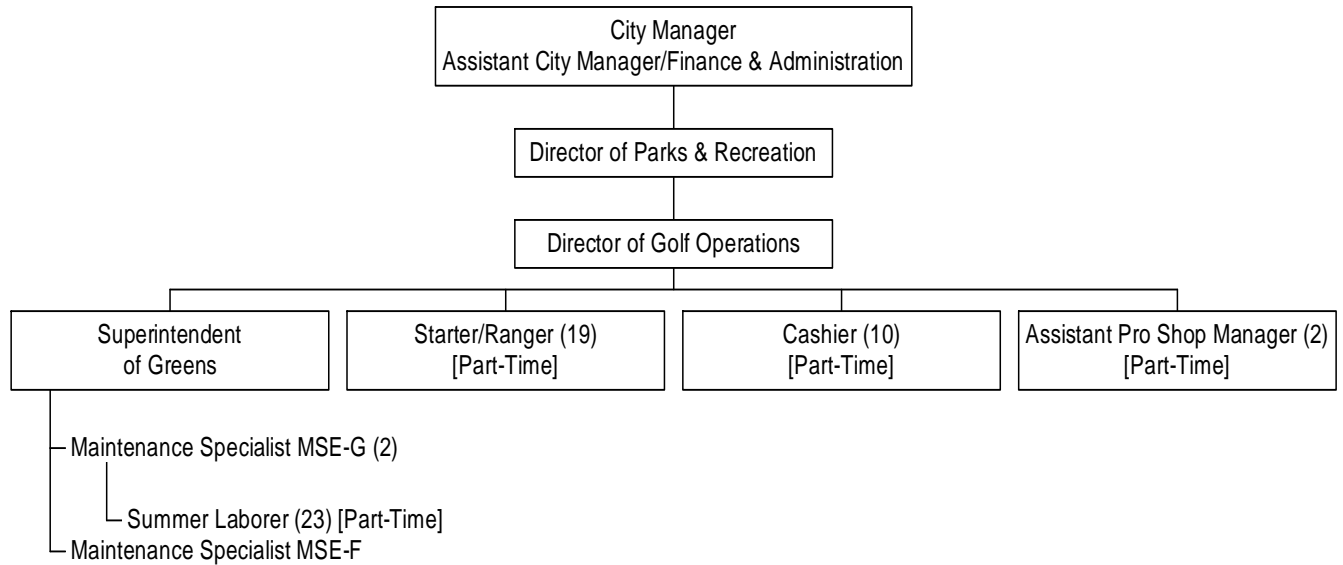 City Manager
Assistant City Manager/Finance & Administration
Director of Parks & Recreation
Director of Golf Operations
Superintendent
of Greens
Starter/Ranger (19)
[Part-Time]
Cashier (10)
[Part-Time]
Assistant Pro Shop Manager (2)
[Part-Time]
Maintenance Specialist MSE-G (2)
Summer Laborer (23) [Part-Time]
Maintenance Specialist MSE-F